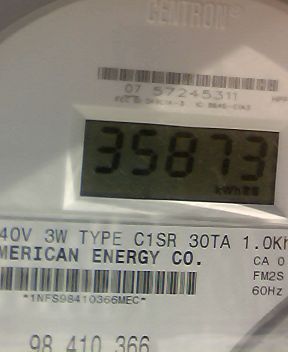 CENTRON®
07 57245311
35873
kWh
40V 3W TYPE C1SR 30TA 1.0Kh
MERICAN ENERGY CO.
CA 0
FM2S
60Hz
*1NFS98410366MEC*
98 410 366